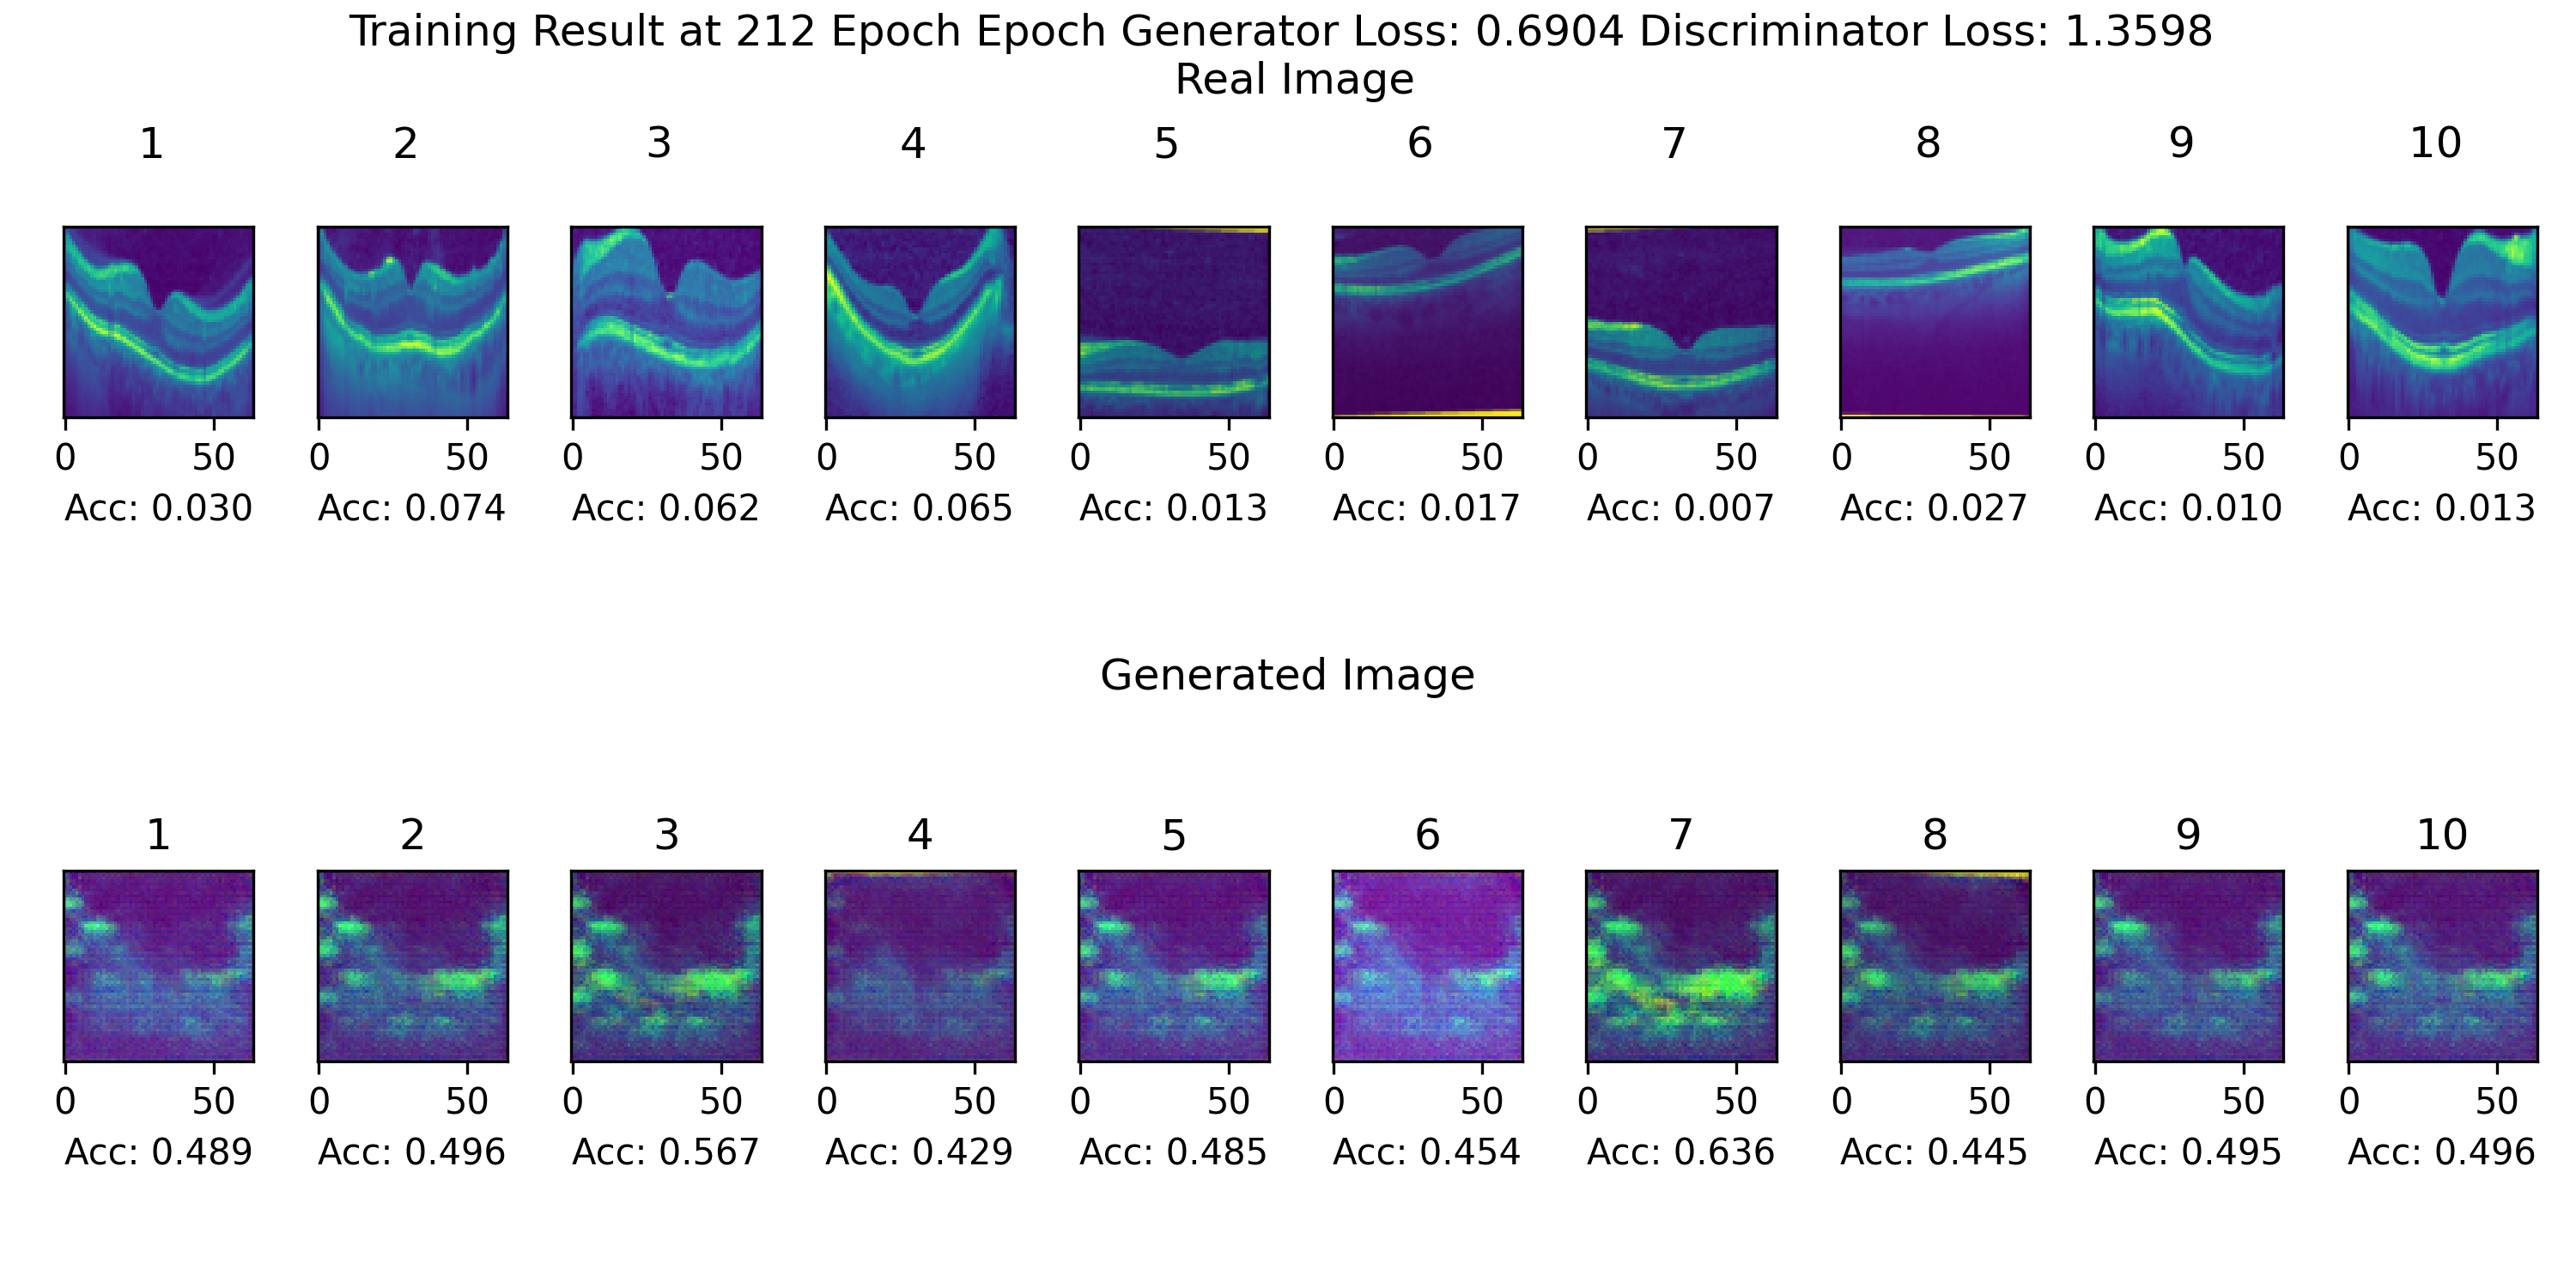 Training Result at 212 Epoch Epoch Generator Loss: 0.6904 Discriminator Loss: 1.3598
Real Image
1 2 3 4 5 6 7 8 9 10
0 50 0 50 0 50 0 50 0 50 0 50 0 50 0 50 0 50 0 50
Acc: 0.030 Acc: 0.074 Acc: 0.062 Acc: 0.065 Acc: 0.013 Acc: 0.017 Acc: 0.007 Acc: 0.027 Acc: 0.010 Acc: 0.013
Generated Image
1 2 3 4 5 6 7 8 9 10
0 50 0 50 0 50 0 50 0 50 0 50 0 50 0 50 0 50 0 50
Acc: 0.489 Acc: 0.496 Acc: 0.567 Acc: 0.429 Acc: 0.485 Acc: 0.454 Acc: 0.636 Acc: 0.445 Acc: 0.495 Acc: 0.496